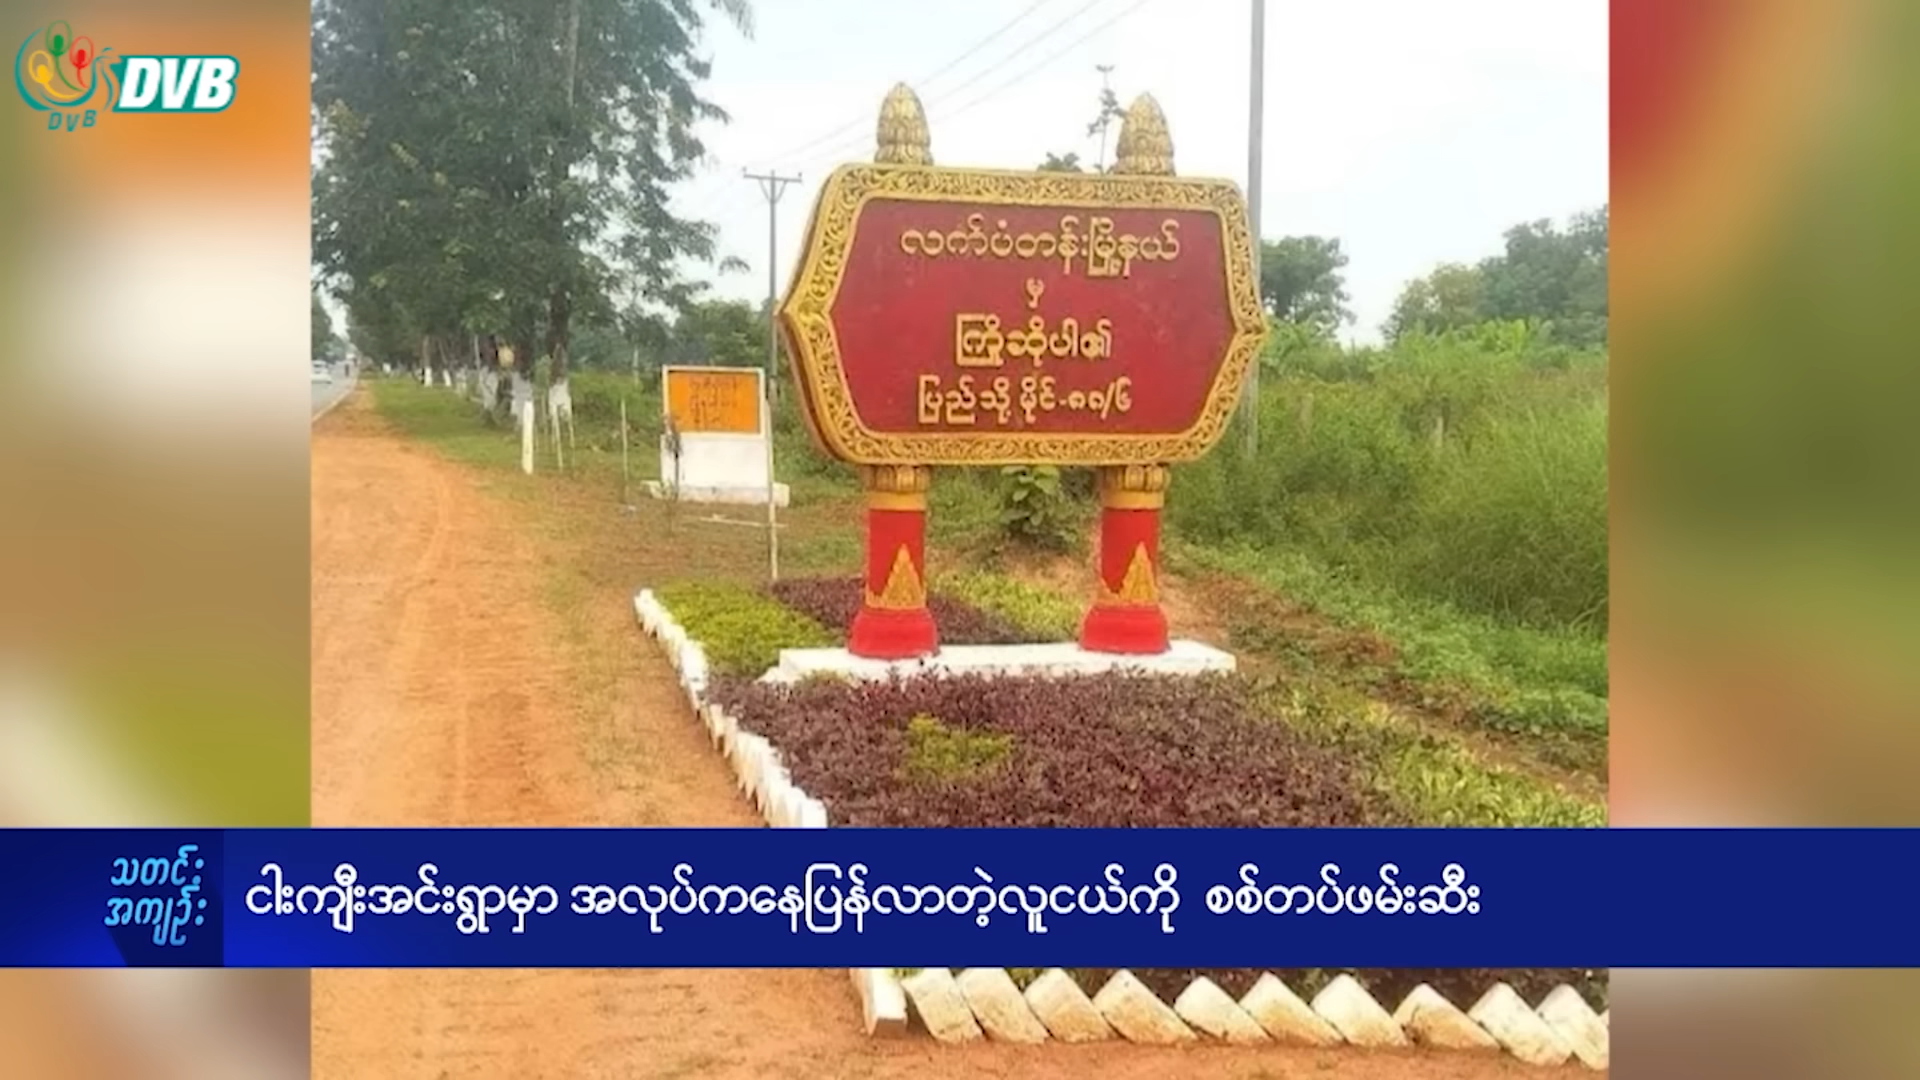 DVB
DVB
လက်ပံတန်းမြို့နယ်
မှ
ကြိုဆိုပါ၏
ပြည်သို့ မိုင်-၈၈/၆
သတင်း
အကျဉ်း
ငါးကျီးအင်းရွာမှာ အလုပ်ကနေပြန်လာတဲ့လူငယ်ကို စစ်တပ်ဖမ်းဆီး